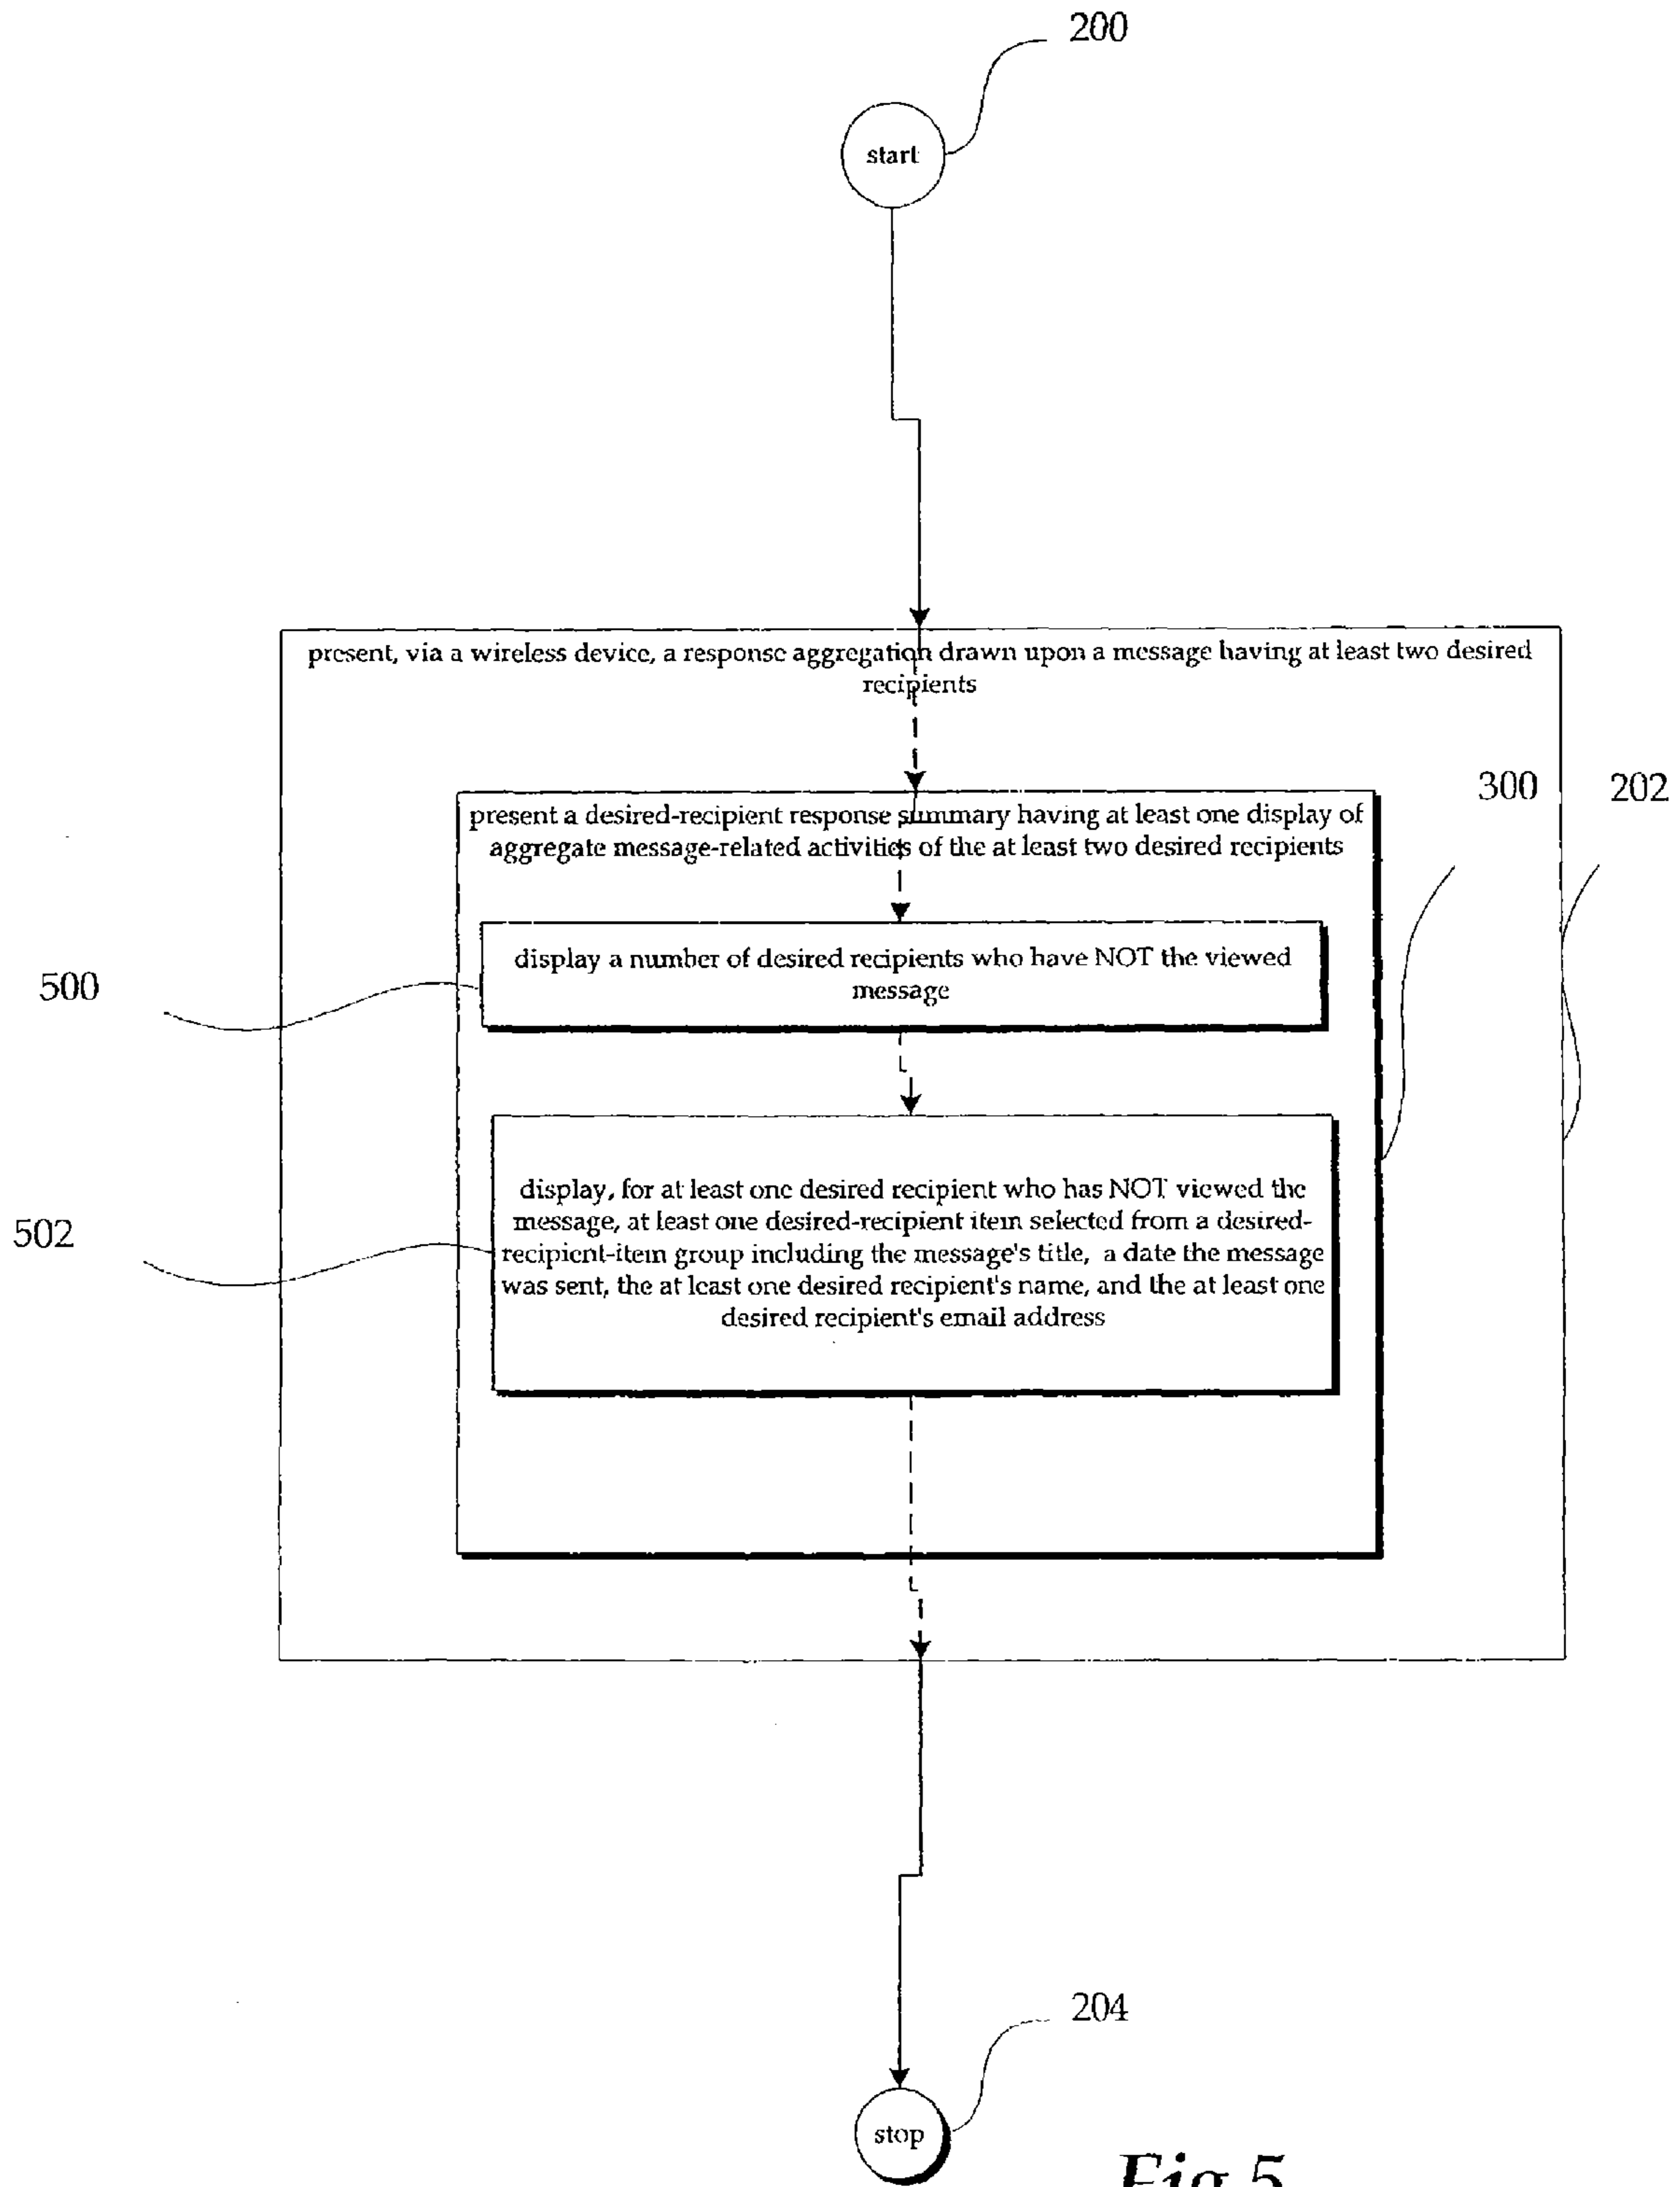 200
start
present, via a wireless device, a response aggregation drawn upon a message having at least two desired
recipients
300
202
present a desired-recipient response summary having at least one display of
aggregate message-related activities of the at least two desired recipients
500
display a number of desired recipients who have NOT the viewed
message
502
display, for at least one desired recipient who has NOT viewed the
message, at least one desired-recipient item selected from a desired-
recipient-item group including the message's title, a date the message
was sent, the at least one desired recipient's name, and the at least one
desired recipient's email address
204
stop
Fig 5